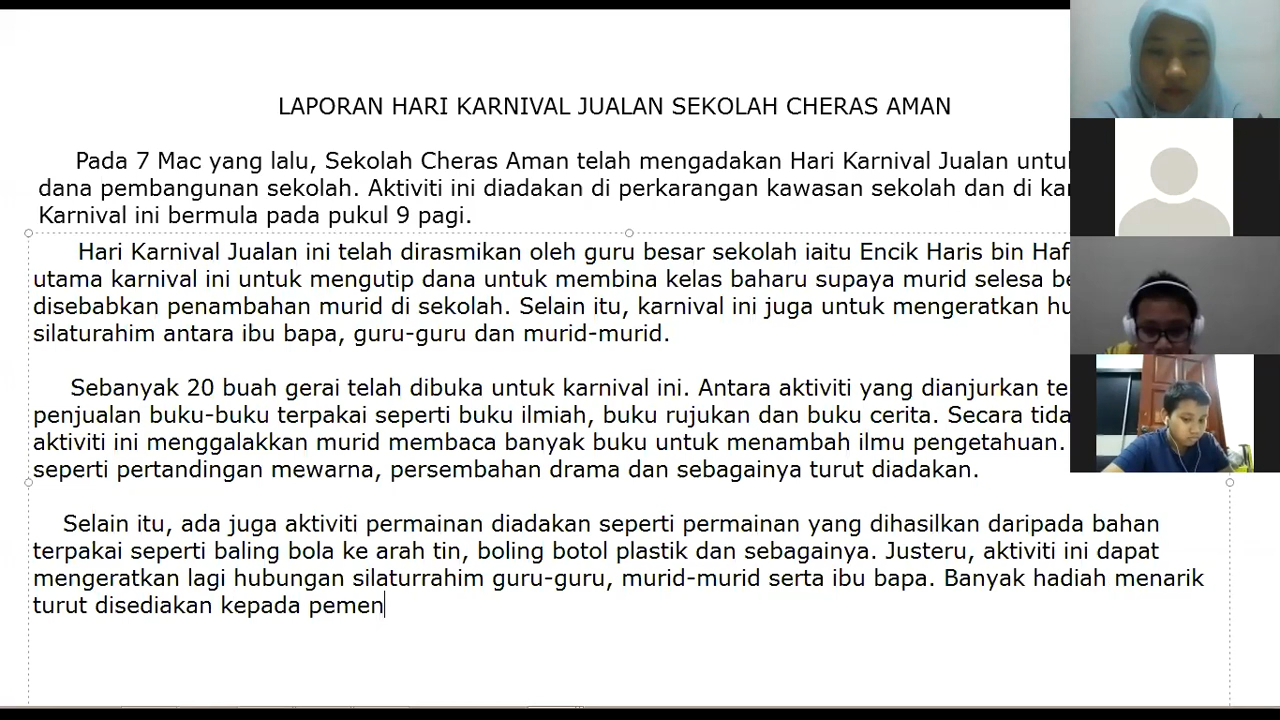 LAPORAN HARI KARNIVAL JUALAN SEKOLAH CHERAS AMAN
Pada 7 Mac yang lalu, Sekolah Cheras Aman telah mengadakan Hari Karnival Jualan
dana pembangunan sekolah. Aktiviti ini diadakan di perkarangan kawasan sekolah dan di
Karnival ini bermula pada pukul 9 pagi.
Hari Karnival Jualan ini telah dirasmikan oleh guru besar sekolah iaitu Encik Haris bin
utama karnival ini untuk mengutip dana untuk membina kelas baharu supaya murid selesa
disebabkan penambahan murid di sekolah. Selain itu, karnival ini juga untuk mengeratkan
silaturahim antara ibu bapa, guru-guru dan murid-murid.
Sebanyak 20 buah gerai telah dibuka untuk karnival ini. Antara aktiviti yang dianjurkan
penjualan buku-buku terpakai seperti buku ilmiah, buku rujukan dan buku cerita. Secara
aktiviti ini menggalakkan murid membaca banyak buku untuk menambah ilmu pengetahuan.
seperti pertandingan mewarna, persembahan drama dan sebagainya turut diadakan.
Selain itu, ada juga aktiviti permainan diadakan seperti permainan yang dihasilkan daripada bahan
terpakai seperti baling bola ke arah tin, boling botol plastik dan sebagainya. Justeru, aktiviti ini dapat
mengeratkan lagi hubungan silaturrahim guru-guru, murid-murid serta ibu bapa. Banyak hadiah menarik
turut disediakan kepada pemen